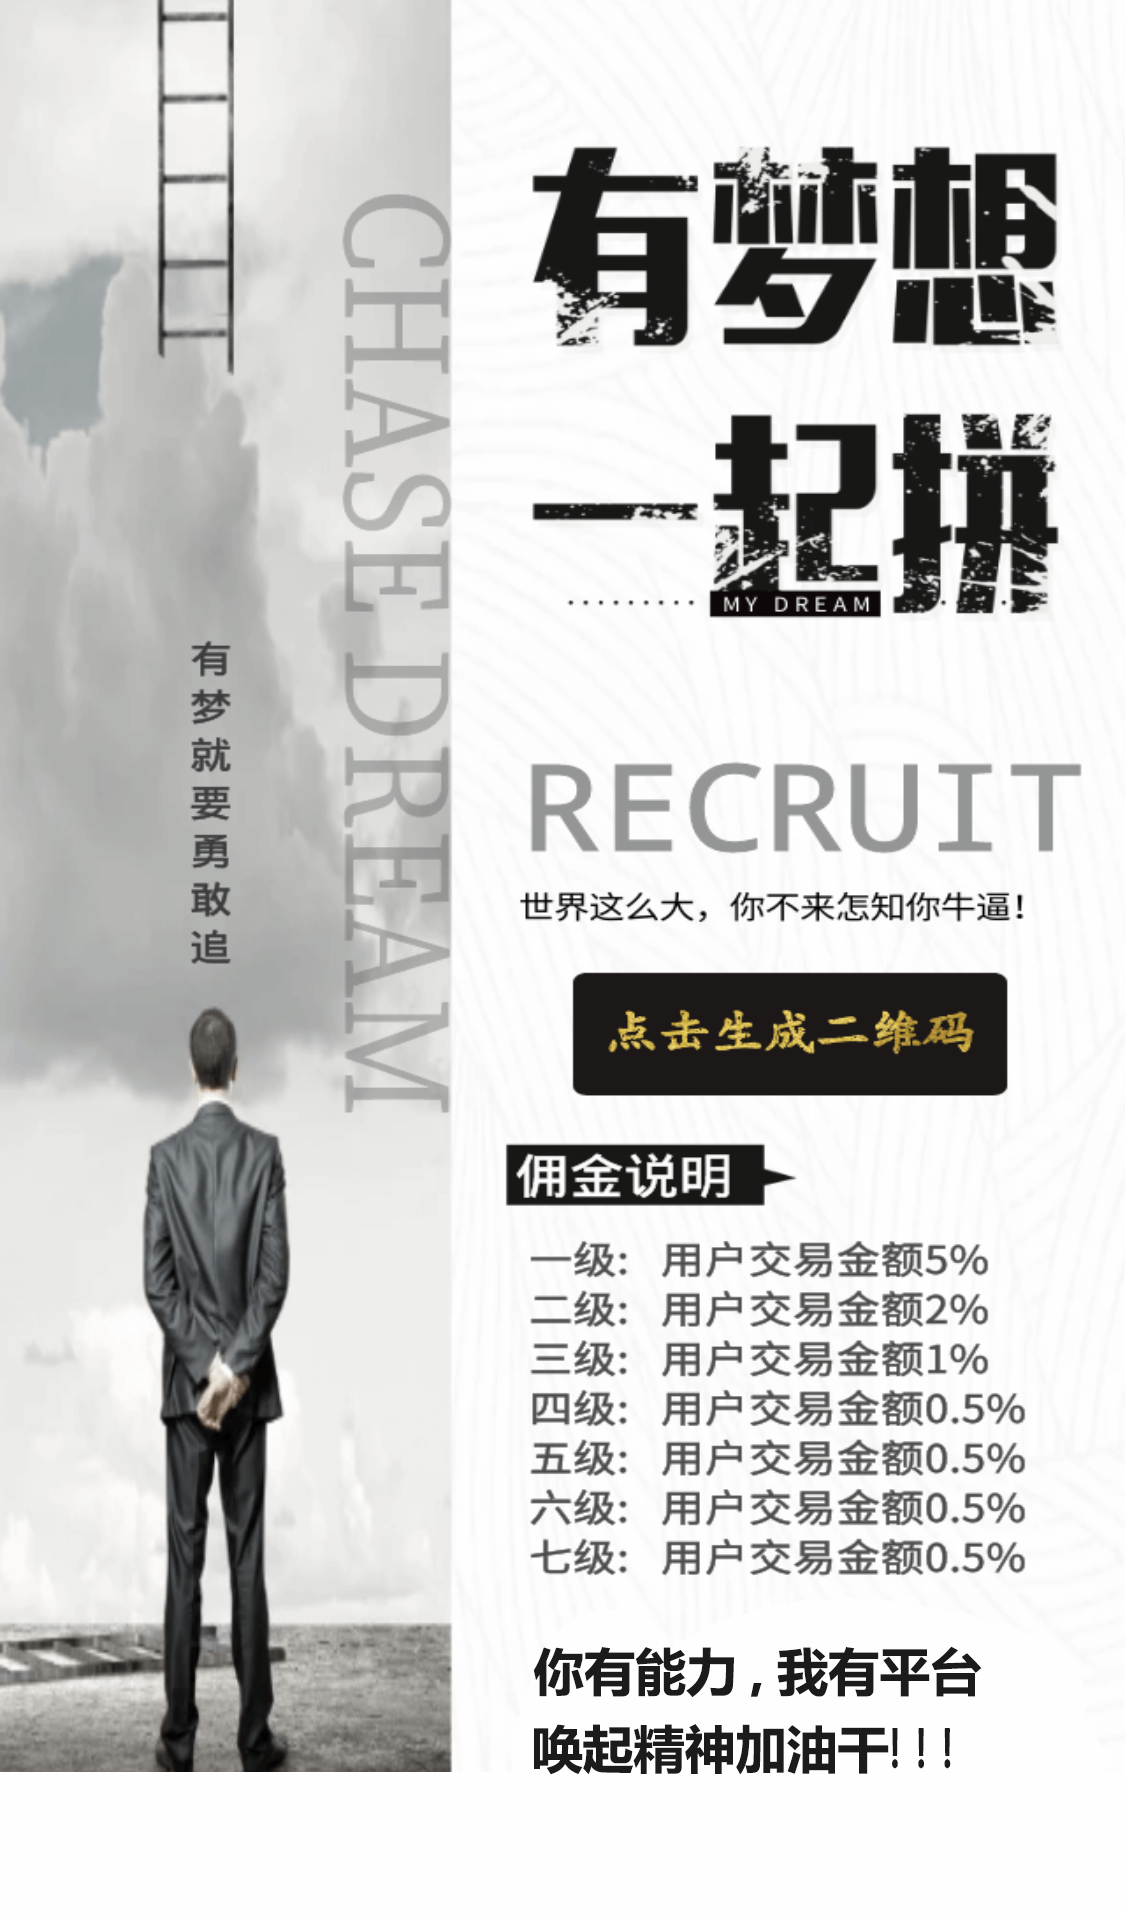 有梦想
一起拼
MY DREAM
CHASE DREAM
有梦就要勇敢追
RECRUIT
世界这么大，你不来怎知你牛逼！
点击生成二维码
佣金说明
一级： 用户交易金额5%
二级： 用户交易金额2%
三级： 用户交易金额1%
四级： 用户交易金额0.5%
五级： 用户交易金额0.5%
六级： 用户交易金额0.5%
七级： 用户交易金额0.5%
你有能力，我有平台
唤起精神加油干!!!